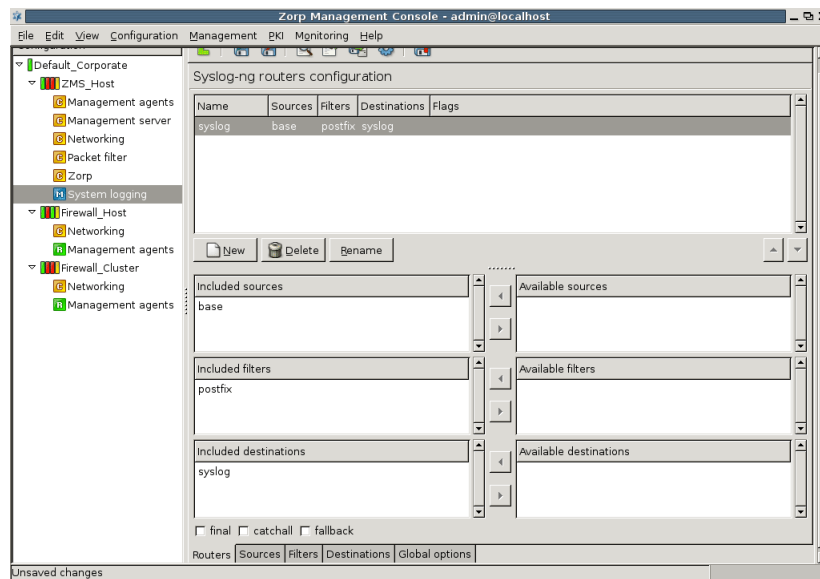 Zorp Management Console - admin@localhost
File Edit View Configuration Management PKI Monitoring Help
Default_Corporate
ZMS_Host
Management agents
Management server
Networking
Packet filter
Zorp
System logging
Firewall_Host
Networking
Management agents
Firewall_Cluster
Networking
Management agents
Syslog-ng routers configuration
Name Sources Filters Destinations Flags
syslog base postfix syslog
New Delete Rename
Included sources Available sources
base
Included filters Available filters
postfix
Included destinations Available destinations
syslog
final catchall fallback
Routers Sources Filters Destinations Global options
Unsaved changes